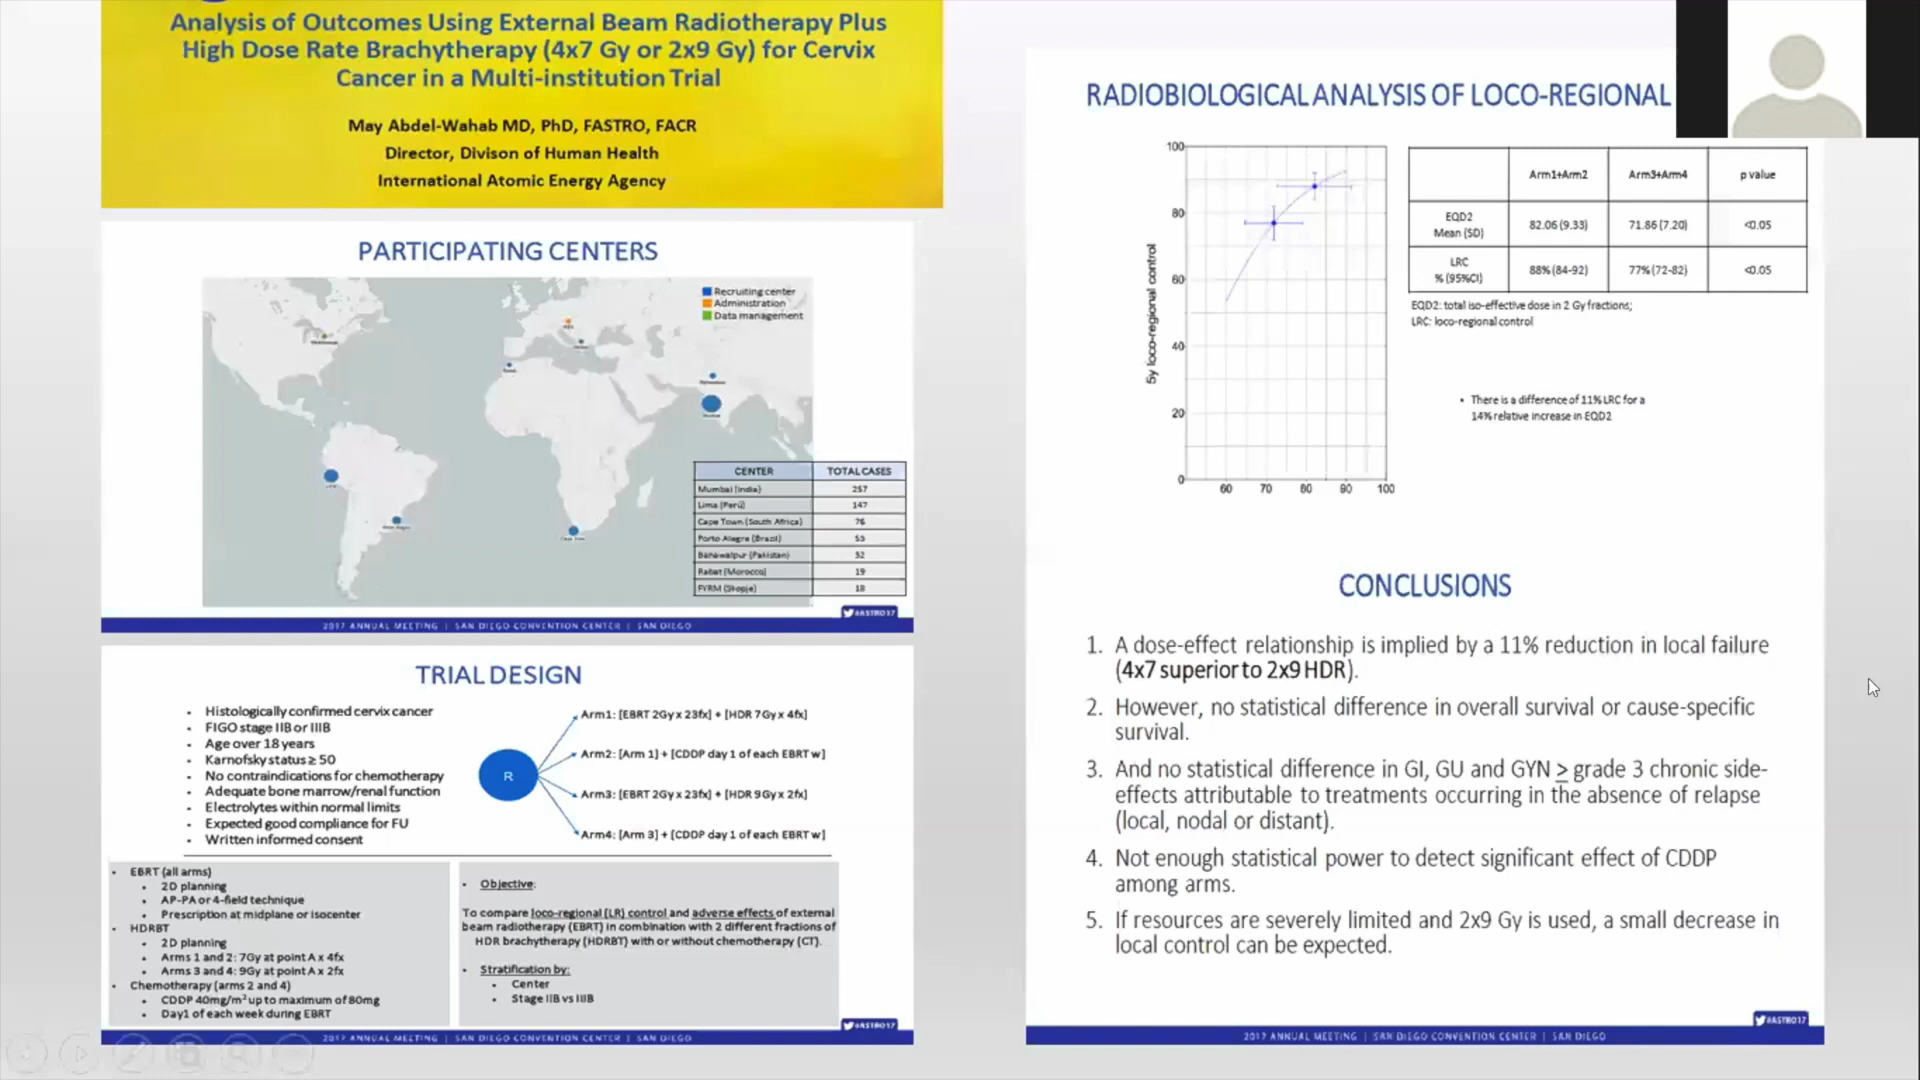 Analysis of Outcomes Using External Beam Radiotherapy Plus
High Dose Rate Brachytherapy (4x7 Gy or 2x9 Gy) for Cervix
Cancer in a Multi-institution Trial
May Abdel-Wahab MD, PhD, FASTRO, FACR
Director, Divison of Human Health
International Atomic Energy Agency
PARTICIPATING CENTERS
Recruiting center
Administration
Data management
CENTER TOTAL CASES
Mumbai (India) 257
Lima (Perú) 147
Cape Town (South Africa) 76
Porto Alegre (Brazil) 53
Bahawalpur (Pakistan) 32
Rabat (Morocco) 19
FYRM (Skopje) 18
#ASTRO17
2017 ANNUAL MEETING | SAN DIEGO CONVENTION CENTER | SAN DIEGO
TRIAL DESIGN
• Histologically confirmed cervix cancer
• FIGO stage IIB or IIIB
• Age over 18 years
• Karnofsky status ≥ 50
• No contraindications for chemotherapy
• Adequate bone marrow/renal function
• Electrolytes within normal limits
• Expected good compliance for FU
• Written informed consent
R
Arm1: [EBRT 2Gy x 23fx] + [HDR 7Gy x 4fx]
Arm2: [Arm 1] + [CDDP day 1 of each EBRT w]
Arm3: [EBRT 2Gy x 23fx] + [HDR 9Gy x 2fx]
Arm4: [Arm 3] + [CDDP day 1 of each EBRT w]
• EBRT (all arms)
• 2D planning
• AP-PA or 4-field technique
• Prescription at midplane or isocenter
• HDRBT
• 2D planning
• Arms 1 and 2: 7Gy at point A x 4fx
• Arms 3 and 4: 9Gy at point A x 2fx
• Chemotherapy (arms 2 and 4)
• CDDP 40mg/m² up to maximum of 80mg
• Day1 of each week during EBRT
• Objective:
To compare loco-regional (LR) control and adverse effects of external
beam radiotherapy (EBRT) in combination with 2 different fractions of
HDR brachytherapy (HDRBT) with or without chemotherapy (CT).
• Stratification by:
• Center
• Stage IIB vs IIIB
#ASTRO17
2017 ANNUAL MEETING | SAN DIEGO CONVENTION CENTER | SAN DIEGO
RADIOBIOLOGICAL ANALYSIS OF LOCO-REGIONAL
5y loco-regional control
100
80
60
40
20
0
60 70 80 90 100
Arm1+Arm2 Arm3+Arm4 p value
EQD2
Mean (SD) 82.06 (9.33) 71.86 (7.20) <0.05
LRC
% (95%CI) 88% (84-92) 77% (72-82) <0.05
EQD2: total iso-effective dose in 2 Gy fractions;
LRC: loco-regional control
• There is a difference of 11% LRC for a
14% relative increase in EQD2
CONCLUSIONS
1. A dose-effect relationship is implied by a 11% reduction in local failure
(4x7 superior to 2x9 HDR).
2. However, no statistical difference in overall survival or cause-specific
survival.
3. And no statistical difference in GI, GU and GYN ≥ grade 3 chronic side-
effects attributable to treatments occurring in the absence of relapse
(local, nodal or distant).
4. Not enough statistical power to detect significant effect of CDDP
among arms.
5. If resources are severely limited and 2x9 Gy is used, a small decrease in
local control can be expected.
#ASTRO17
2017 ANNUAL MEETING | SAN DIEGO CONVENTION CENTER | SAN DIEGO